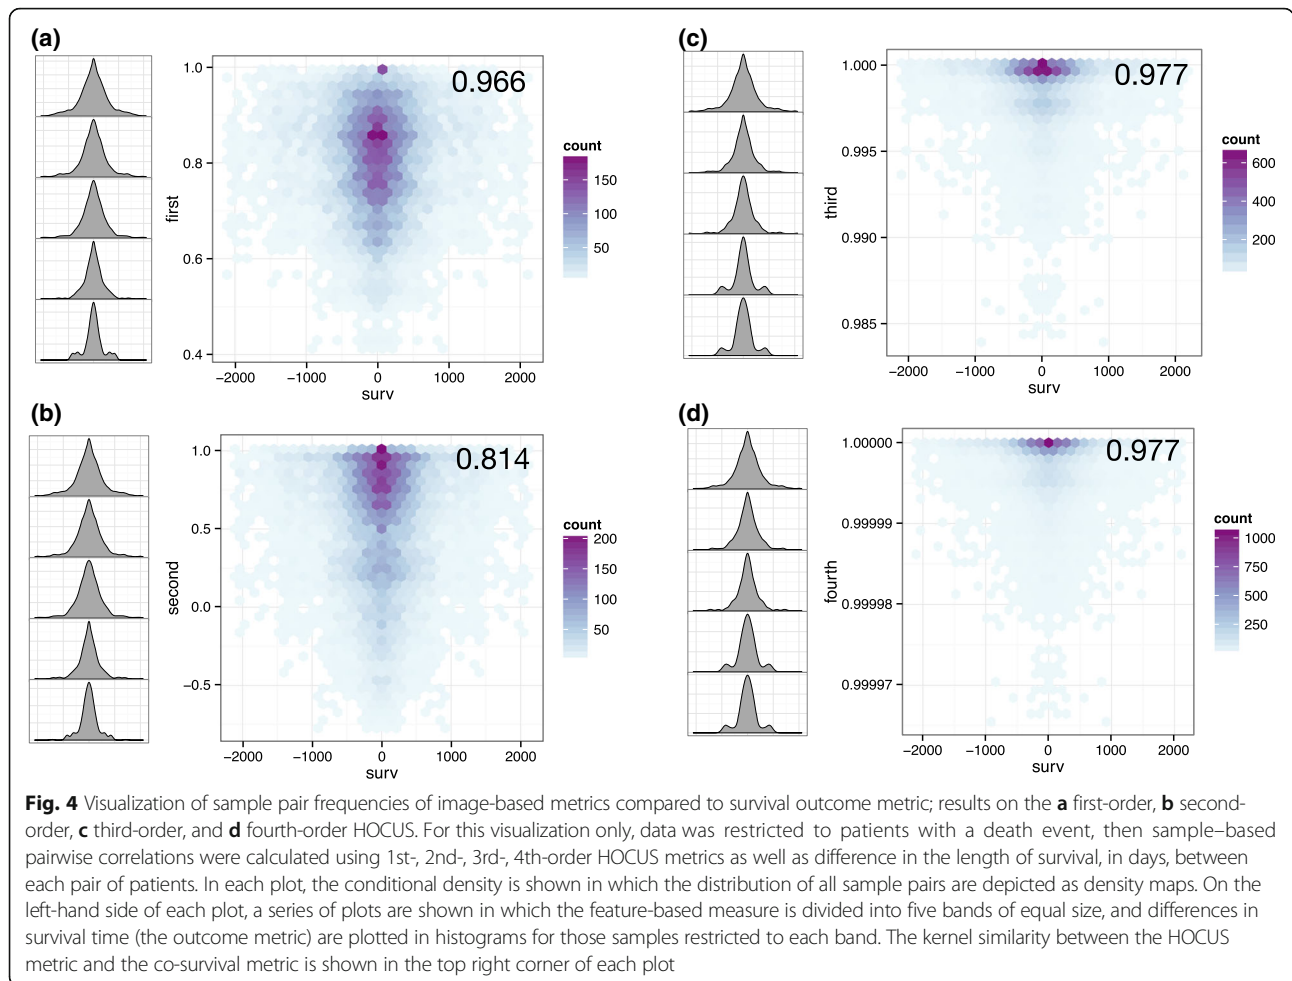 (a)
0.966
1.0
0.8
0.6
0.4
first
−2000 −1000 0 1000 2000
surv
count
150
100
50
(c)
0.977
1.000
0.995
0.990
0.985
third
−2000 −1000 0 1000 2000
surv
count
600
400
200
(b)
0.814
1.0
0.5
0.0
−0.5
second
−2000 −1000 0 1000 2000
surv
count
200
150
100
50
(d)
0.977
1.00000
0.99999
0.99998
0.99997
fourth
−2000 −1000 0 1000 2000
surv
count
1000
750
500
250
Fig. 4 Visualization of sample pair frequencies of image-based metrics compared to survival outcome metric; results on the a first-order, b second-
order, c third-order, and d fourth-order HOCUS. For this visualization only, data was restricted to patients with a death event, then sample–based
pairwise correlations were calculated using 1st-, 2nd-, 3rd-, 4th-order HOCUS metrics as well as difference in the length of survival, in days, between
each pair of patients. In each plot, the conditional density is shown in which the distribution of all sample pairs are depicted as density maps. On the
left-hand side of each plot, a series of plots are shown in which the feature-based measure is divided into five bands of equal size, and differences in
survival time (the outcome metric) are plotted in histograms for those samples restricted to each band. The kernel similarity between the HOCUS
metric and the co-survival metric is shown in the top right corner of each plot